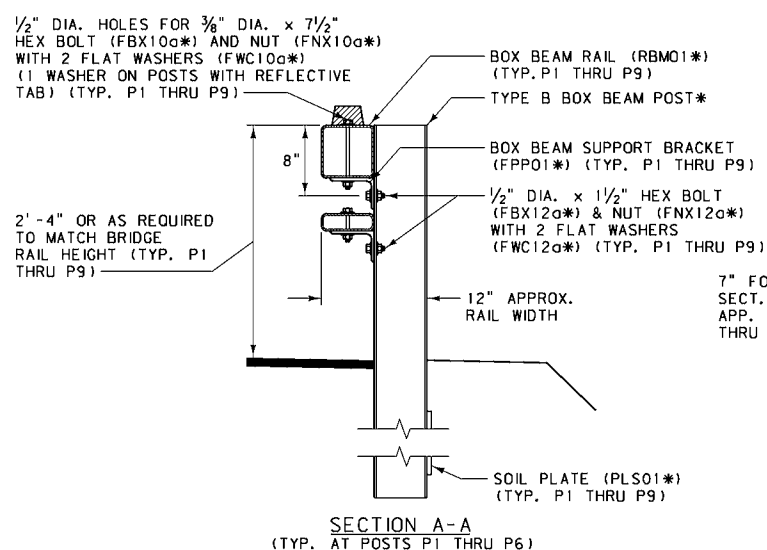 1/2" DIA. HOLES FOR 3/8" DIA. x 7 1/2"
HEX BOLT (FBX10a*) AND NUT (FNX10a*)
WITH 2 FLAT WASHERS (FWC10a*)
(1 WASHER ON POSTS WITH REFLECTIVE
TAB) (TYP. P1 THRU P9)
BOX BEAM RAIL (RBM01*)
(TYP. P1 THRU P9)
TYPE B BOX BEAM POST*
8"
BOX BEAM SUPPORT BRACKET
(FPP01*) (TYP. P1 THRU P9)
1/2" DIA. x 1 1/2" HEX BOLT
(FBX12a*) & NUT (FNX12a*)
WITH 2 FLAT WASHERS
(FWC12a*) (TYP. P1 THRU P9)
2'-4" OR AS REQUIRED
TO MATCH BRIDGE
RAIL HEIGHT (TYP. P1
THRU P9)
12" APPROX.
RAIL WIDTH
7" FO
SECT.
APP.
THRU
SOIL PLATE (PLS01*)
(TYP. P1 THRU P9)
SECTION A-A
(TYP. AT POSTS P1 THRU P6)